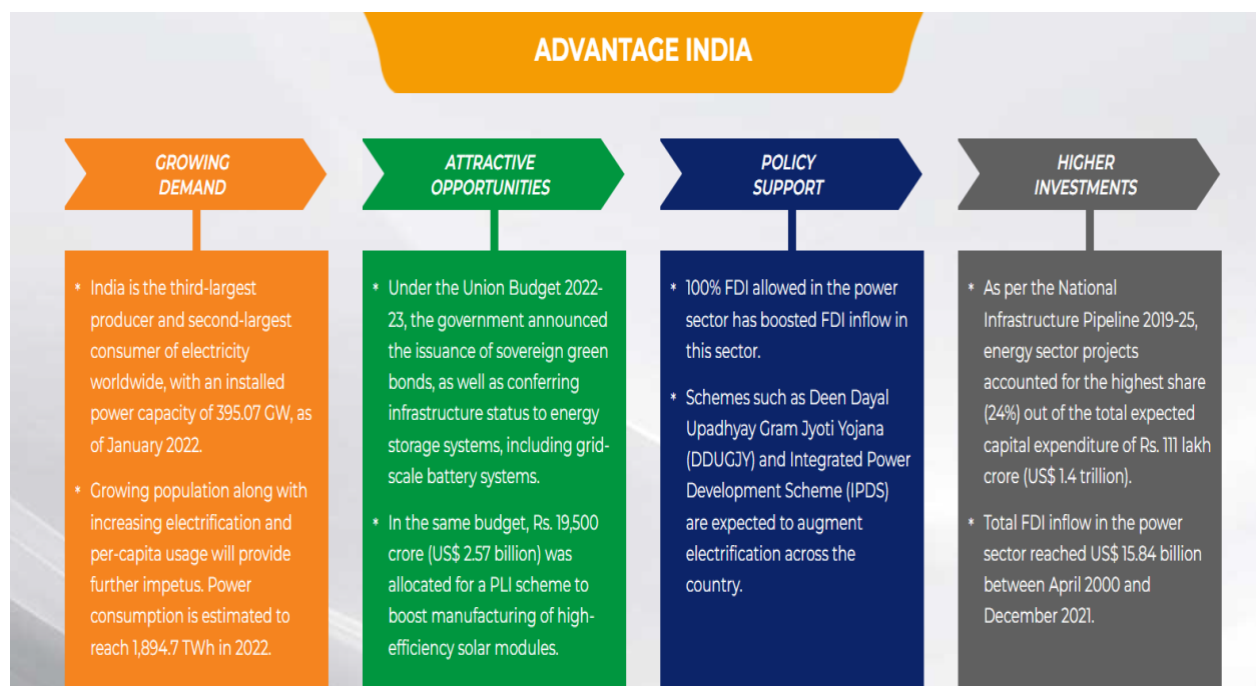 ADVANTAGE INDIA
GROWING
DEMAND
* India is the third-largest
producer and second-largest
consumer of electricity
worldwide, with an installed
power capacity of 395.07 GW, as
of January 2022.
* Growing population along with
increasing electrification and
per-capita usage will provide
further impetus. Power
consumption is estimated to
reach 1,894.7 TWh in 2022.
ATTRACTIVE
OPPORTUNITIES
* Under the Union Budget 2022-
23, the government announced
the issuance of sovereign green
bonds, as well as conferring
infrastructure status to energy
storage systems, including grid-
scale battery systems.
* In the same budget, Rs. 19,500
crore (US$ 2.57 billion) was
allocated for a PLI scheme to
boost manufacturing of high-
efficiency solar modules.
POLICY
SUPPORT
* 100% FDI allowed in the power
sector has boosted FDI inflow in
this sector.
* Schemes such as Deen Dayal
Upadhyay Gram Jyoti Yojana
(DDUGJY) and Integrated Power
Development Scheme (IPDS)
are expected to augment
electrification across the
country.
HIGHER
INVESTMENTS
* As per the National
Infrastructure Pipeline 2019-25,
energy sector projects
accounted for the highest share
(24%) out of the total expected
capital expenditure of Rs. 111 lakh
crore (US$ 1.4 trillion).
* Total FDI inflow in the power
sector reached US$ 15.84 billion
between April 2000 and
December 2021.